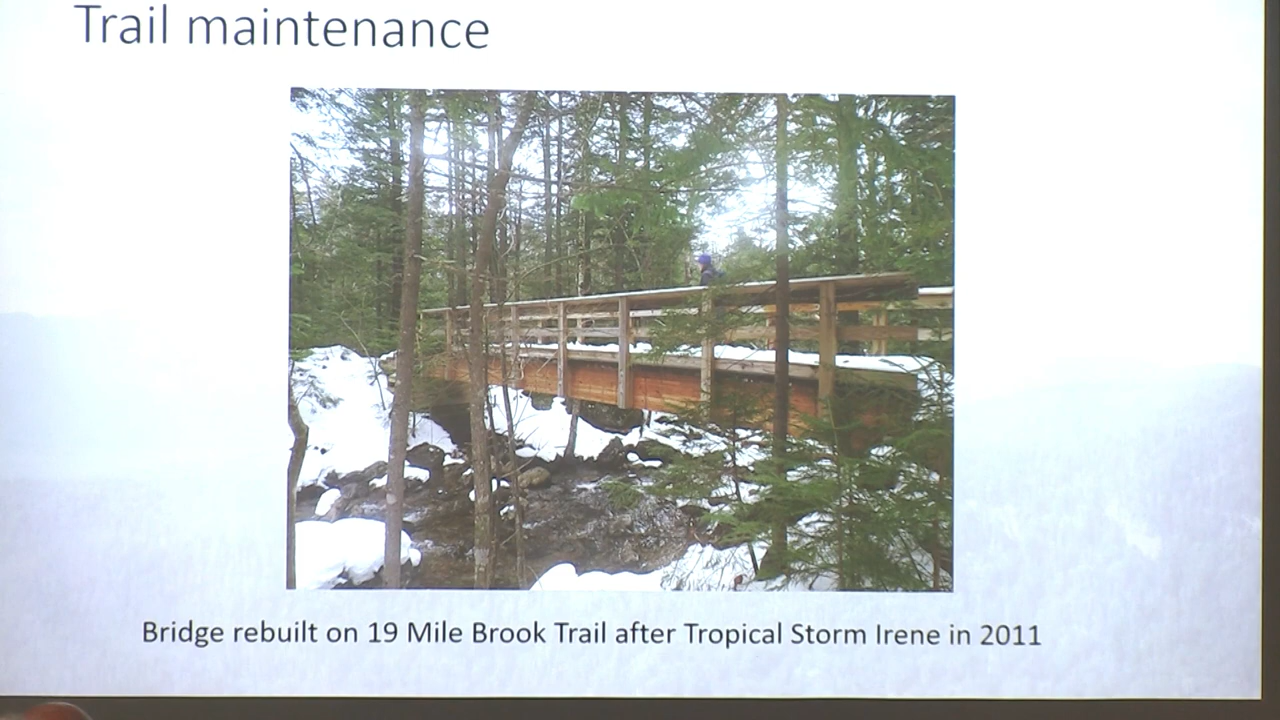 Trail maintenance
Bridge rebuilt on 19 Mile Brook Trail after Tropical Storm Irene in 2011